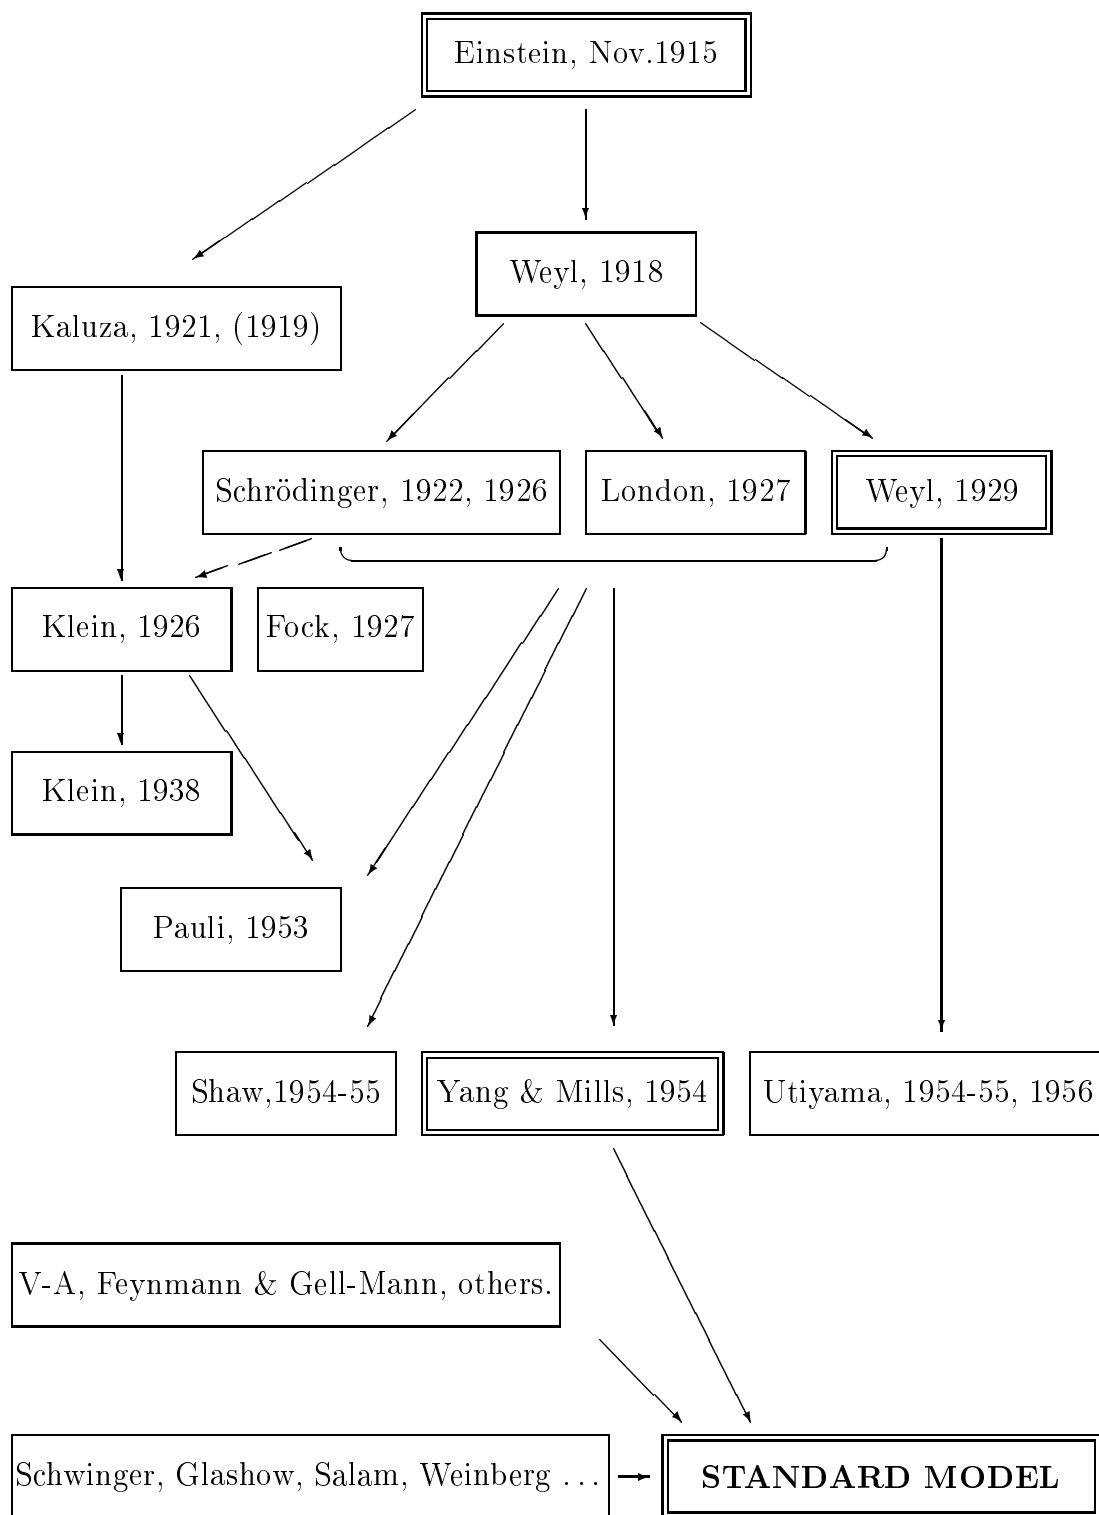 Einstein, Nov.1915
Weyl, 1918
Kaluza, 1921, (1919)
Schrödinger, 1922, 1926
London, 1927
Weyl, 1929
Klein, 1926
Fock, 1927
Klein, 1938
Pauli, 1953
Shaw,1954-55
Yang & Mills, 1954
Utiyama, 1954-55, 1956
V-A, Feynmann & Gell-Mann, others.
Schwinger, Glashow, Salam, Weinberg ...
STANDARD MODEL